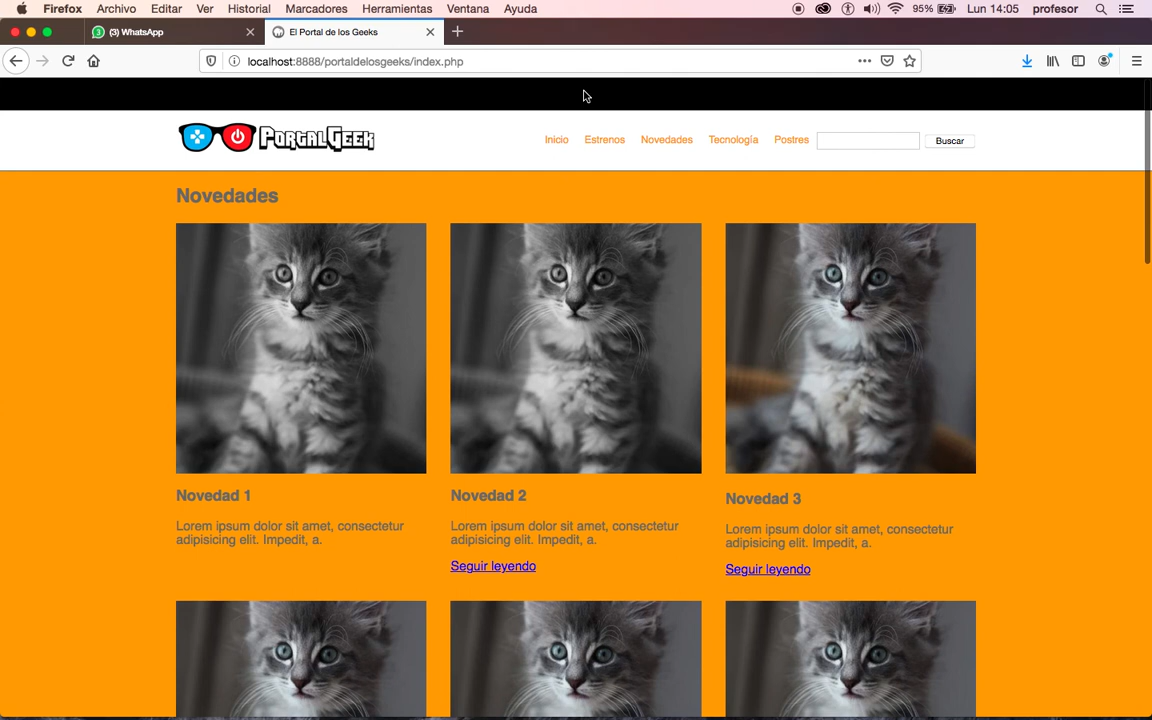 Firefox Archivo Editar Ver Historial Marcadores Herramientas Ventana Ayuda 95% Lun 14:05 profesor
3 (3) WhatsApp El Portal de los Geeks
localhost:8888/portaldelosgeeks/index.php
PORTALGEEK Inicio Estrenos Novedades Tecnología Postres Buscar
Novedades
Novedad 1
Lorem ipsum dolor sit amet, consectetur
adipisicing elit. Impedit, a.
Novedad 2
Lorem ipsum dolor sit amet, consectetur
adipisicing elit. Impedit, a.
Seguir leyendo
Novedad 3
Lorem ipsum dolor sit amet, consectetur
adipisicing elit. Impedit, a.
Seguir leyendo